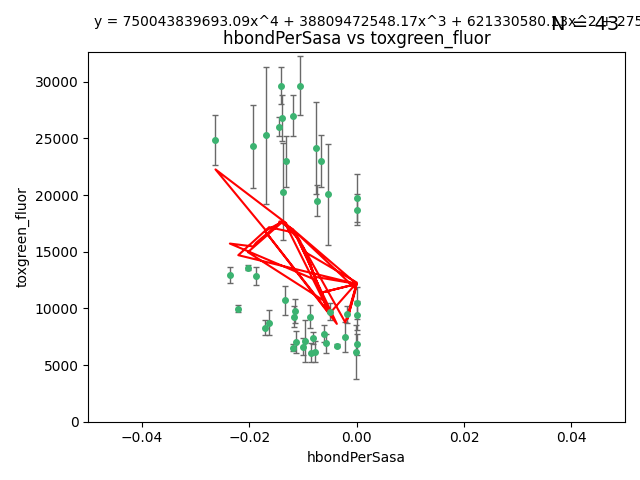 y = 750043839693.09x^4 + 38809472548.17x^3 + 621330580.
N = 43
hbondPerSasa vs toxgreen_fluor
30000
25000
20000
15000
10000
5000
0
toxgreen_fluor
−0.04 −0.02 0.00 0.02 0.04
hbondPerSasa